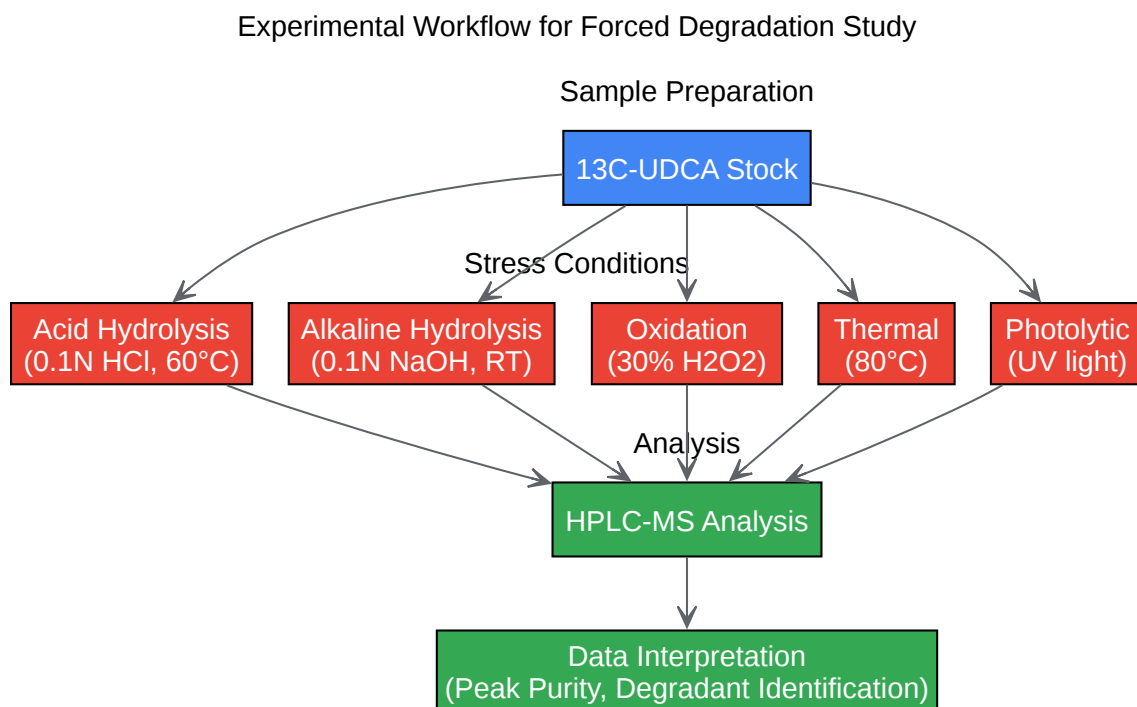 Experimental Workflow for Forced Degradation Study
Sample Preparation
13C-UDCA Stock
Stress Conditions
Acid Hydrolysis
(0.1N HCl, 60°C)
Alkaline Hydrolysis
(0.1N NaOH, RT)
Oxidation
(30% H2O2)
Thermal
(80°C)
Photolytic
(UV light)
Analysis
HPLC-MS Analysis
Data Interpretation
(Peak Purity, Degradant Identification)